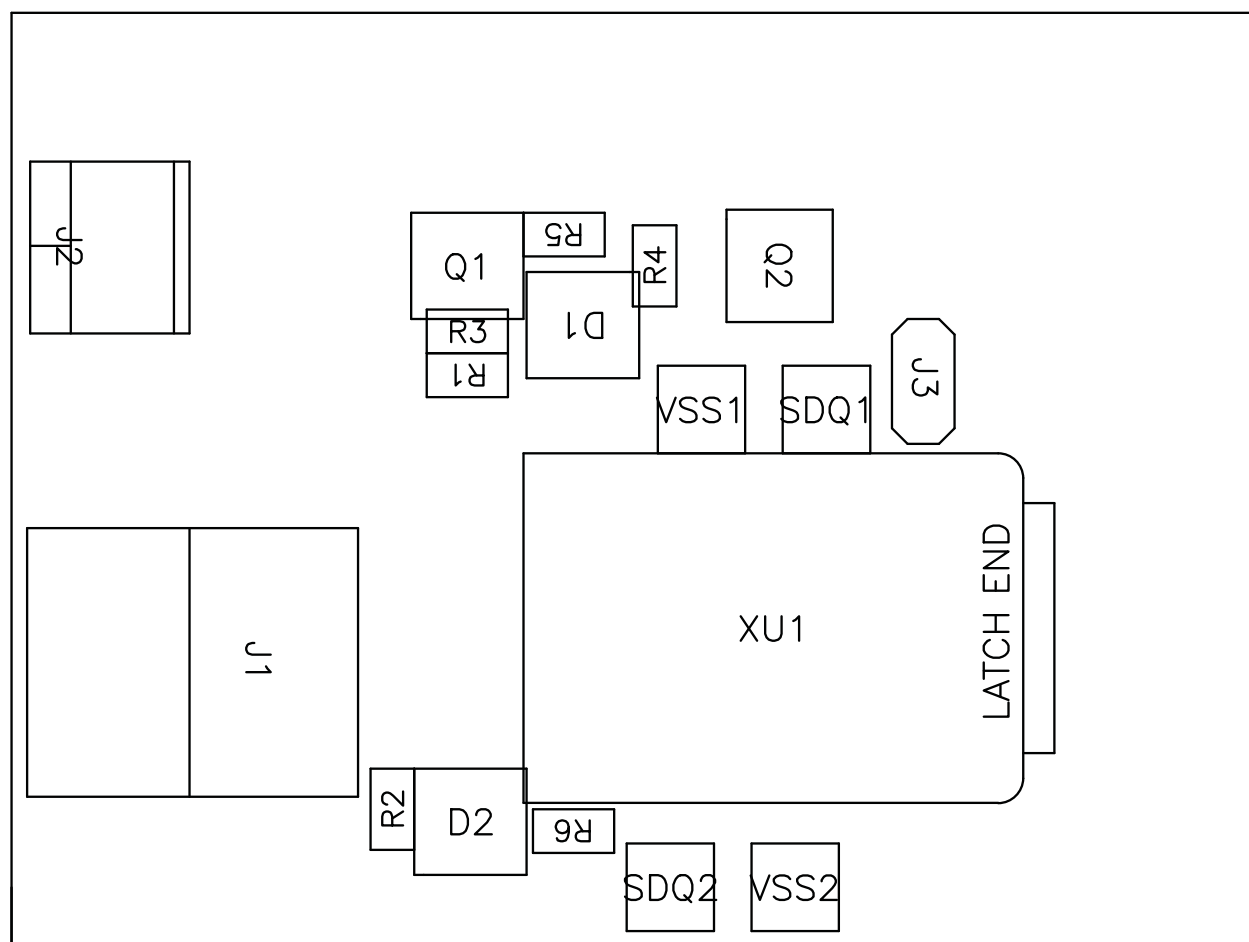 J2
Q1
R5
R4
Q2
R3
D1
R1
J3
VSS1
SDQ1
J1
XU1
LATCH END
R2
D2
R6
SDQ2
VSS2